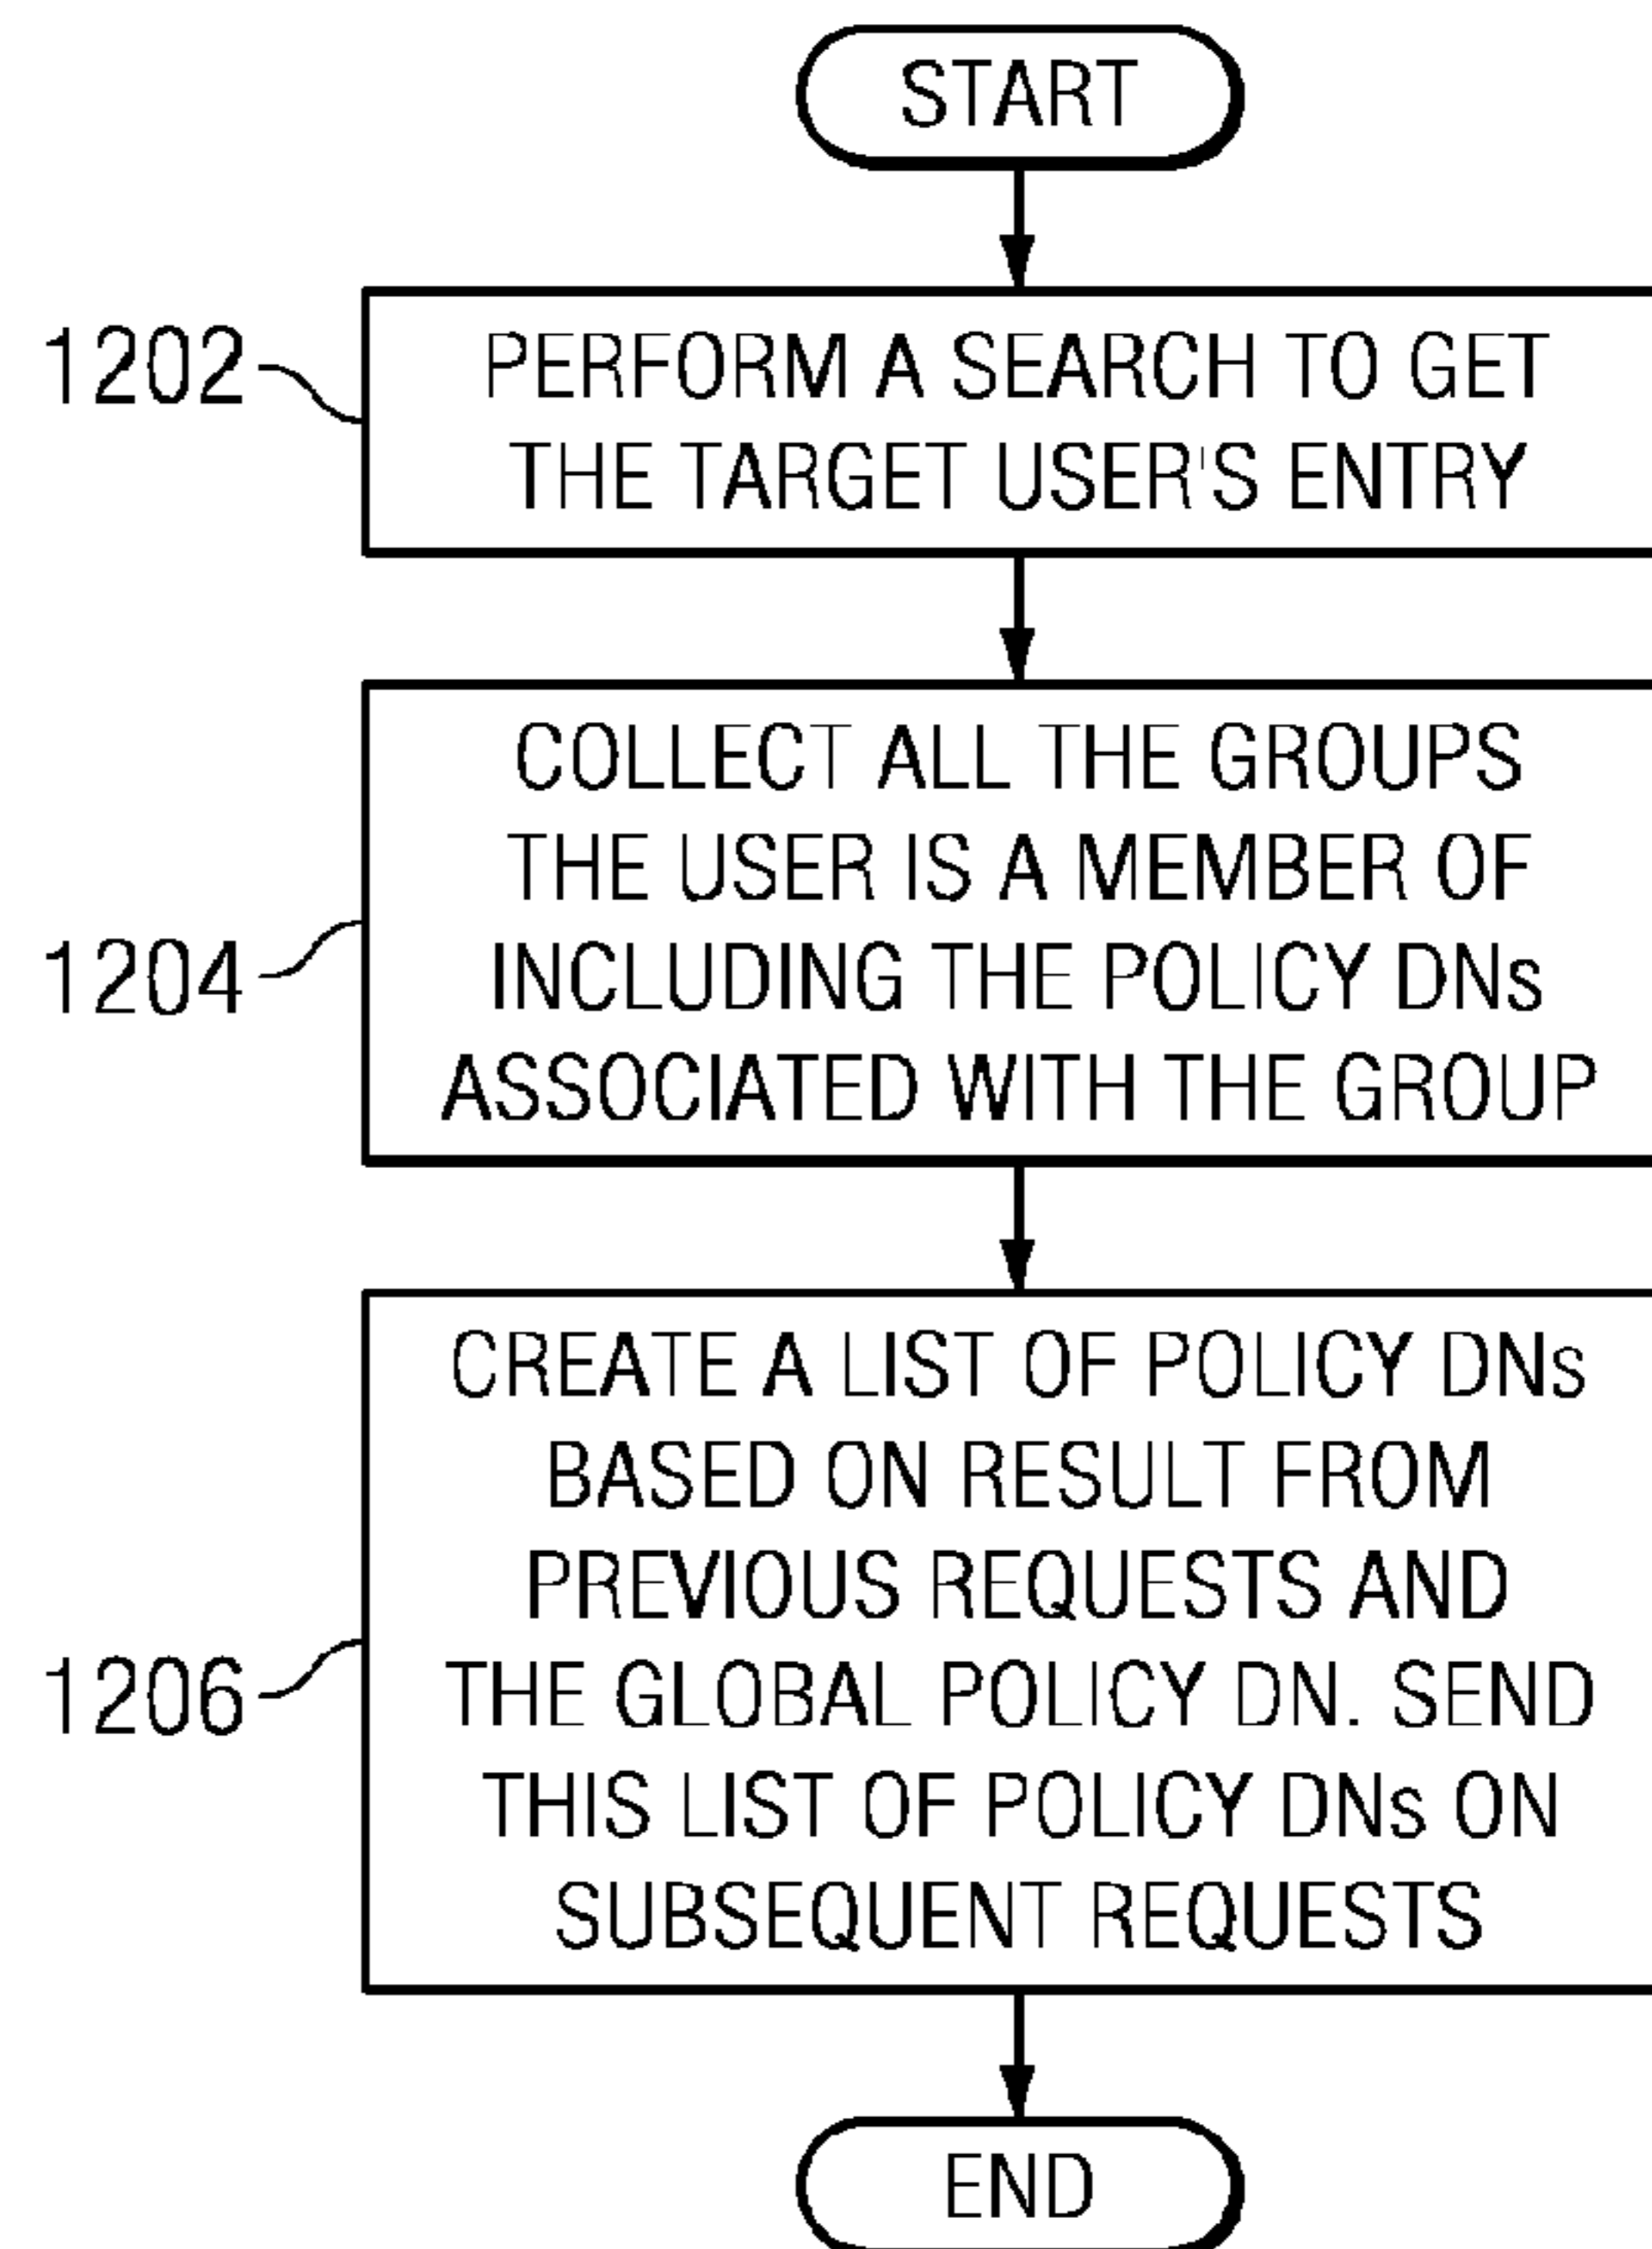 START
1202
PERFORM A SEARCH TO GET
THE TARGET USER'S ENTRY
1204
COLLECT ALL THE GROUPS
THE USER IS A MEMBER OF
INCLUDING THE POLICY DNs
ASSOCIATED WITH THE GROUP
1206
CREATE A LIST OF POLICY DNs
BASED ON RESULT FROM
PREVIOUS REQUESTS AND
THE GLOBAL POLICY DN. SEND
THIS LIST OF POLICY DNs ON
SUBSEQUENT REQUESTS
END